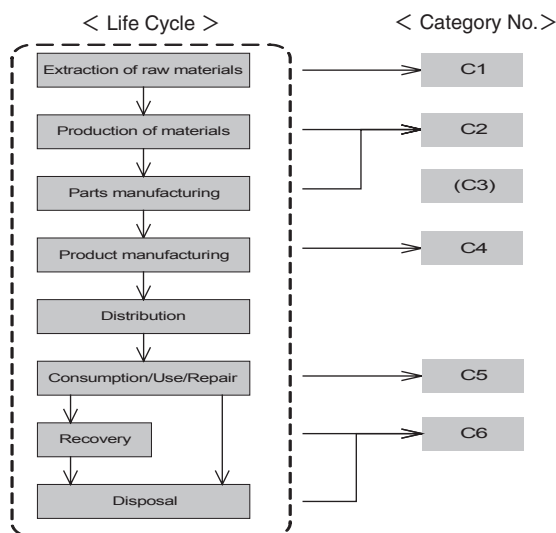 < Life Cycle >
< Category No.>
Extraction of raw materials
C1
Production of materials
C2
Parts manufacturing
(C3)
Product manufacturing
C4
Distribution
Consumption/Use/Repair
C5
Recovery
C6
Disposal